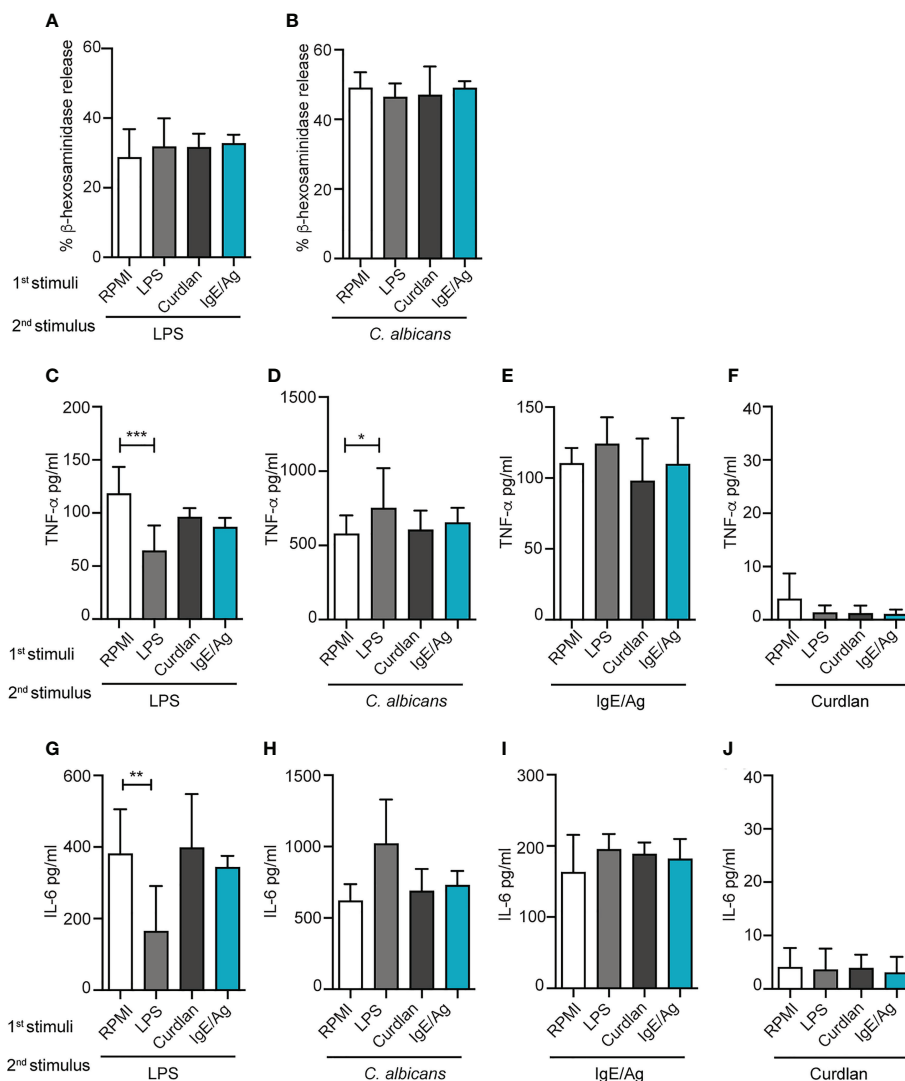 A
B
% β-hexosaminidase release
60
40
20
0
% β-hexosaminidase release
60
40
20
0
1st stimuli
RPMI
LPS
Curdlan
IgE/Ag
RPMI
LPS
Curdlan
IgE/Ag
2nd stimulus
LPS
C. albicans
C
D
E
F
TNF-α pg/ml
200
150
100
50
0
***
TNF-α pg/ml
1500
1000
500
0
*
TNF-α pg/ml
150
100
50
0
TNF-α pg/ml
40
30
20
10
0
1st stimuli
RPMI
LPS
Curdlan
IgE/Ag
RPMI
LPS
Curdlan
IgE/Ag
RPMI
LPS
Curdlan
IgE/Ag
RPMI
LPS
Curdlan
IgE/Ag
2nd stimulus
LPS
C. albicans
IgE/Ag
Curdlan
G
H
I
J
IL-6 pg/ml
600
400
200
0
**
IL-6 pg/ml
1500
1000
500
0
IL-6 pg/ml
300
200
100
0
IL-6 pg/ml
40
30
20
10
0
1st stimuli
RPMI
LPS
Curdlan
IgE/Ag
RPMI
LPS
Curdlan
IgE/Ag
RPMI
LPS
Curdlan
IgE/Ag
RPMI
LPS
Curdlan
IgE/Ag
2nd stimulus
LPS
C. albicans
IgE/Ag
Curdlan